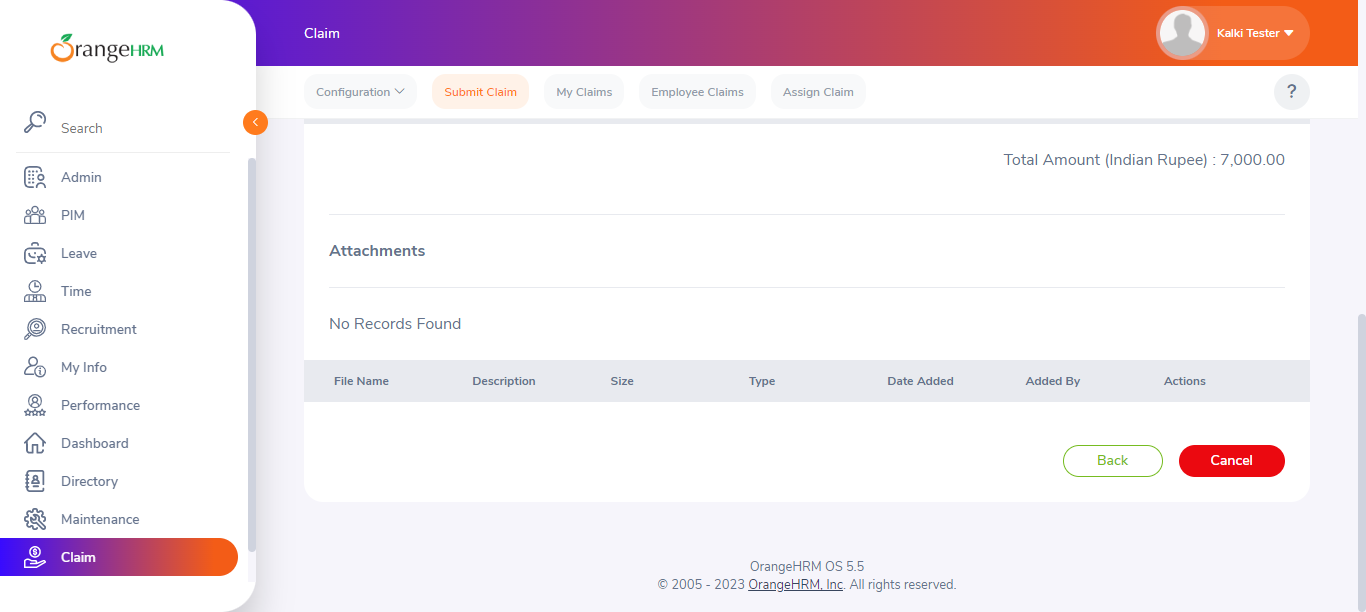 OrangeHRM
Claim
Kalki Tester
Configuration
Submit Claim
My Claims
Employee Claims
Assign Claim
?
Search
Admin
PIM
Leave
Time
Recruitment
My Info
Performance
Dashboard
Directory
Maintenance
Claim
Total Amount (Indian Rupee) : 7,000.00
Attachments
No Records Found
File Name Description Size Type Date Added Added By Actions
Back
Cancel
OrangeHRM OS 5.5
© 2005 - 2023 OrangeHRM, Inc. All rights reserved.